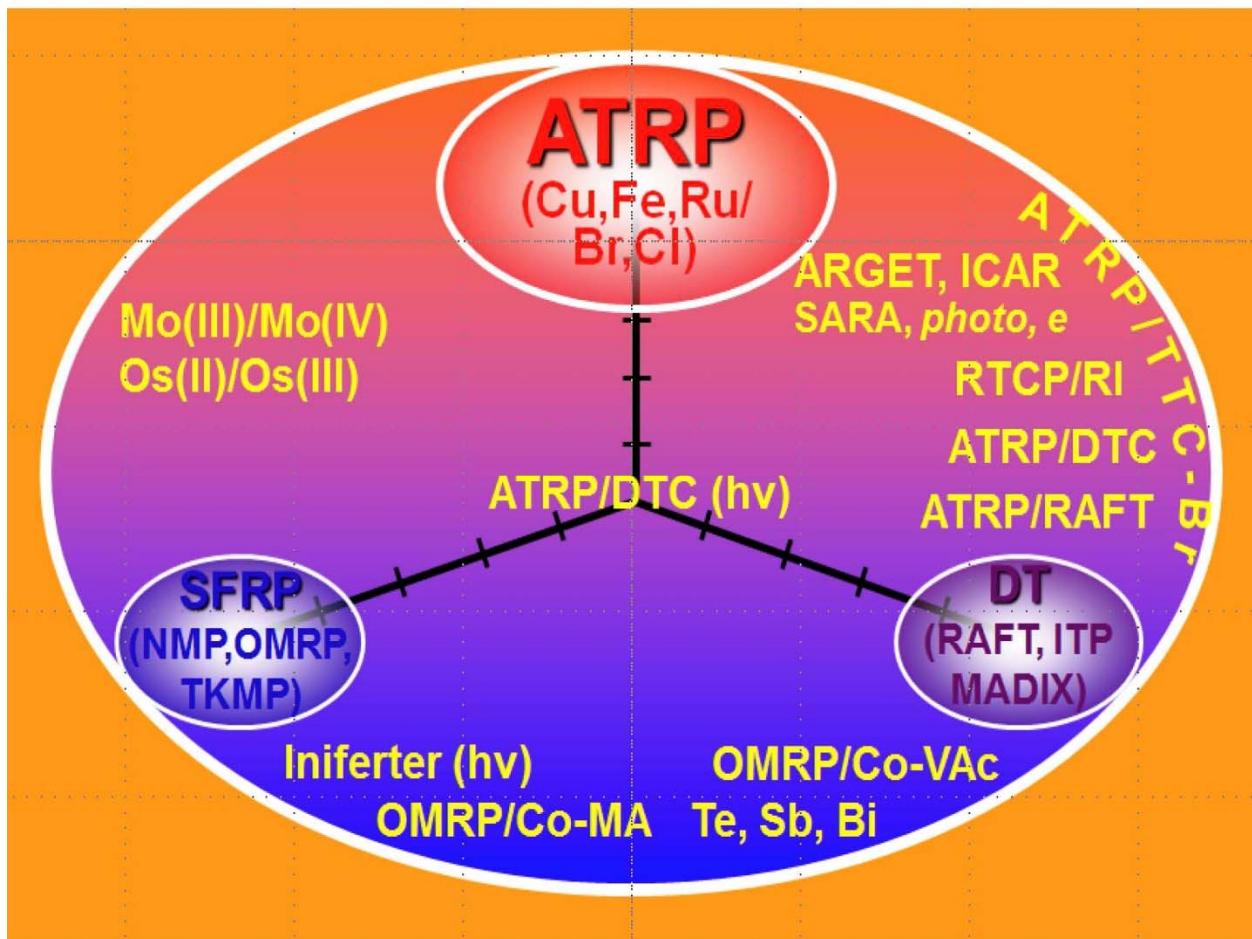 ATRP
(Cu,Fe,Ru/
Br,Cl)
ATRP/TTC-Br
ARGET, ICAR
SARA, photo, e
Mo(III)/Mo(IV)
Os(II)/Os(III)
RTCP/RI
ATRP/DTC
ATRP/DTC (hv)
ATRP/RAFT
SFRP
(NMP,OMRP,
TKMP)
DT
(RAFT, ITP
MADIX)
Iniferter (hv)
OMRP/Co-VAc
OMRP/Co-MA
Te, Sb, Bi